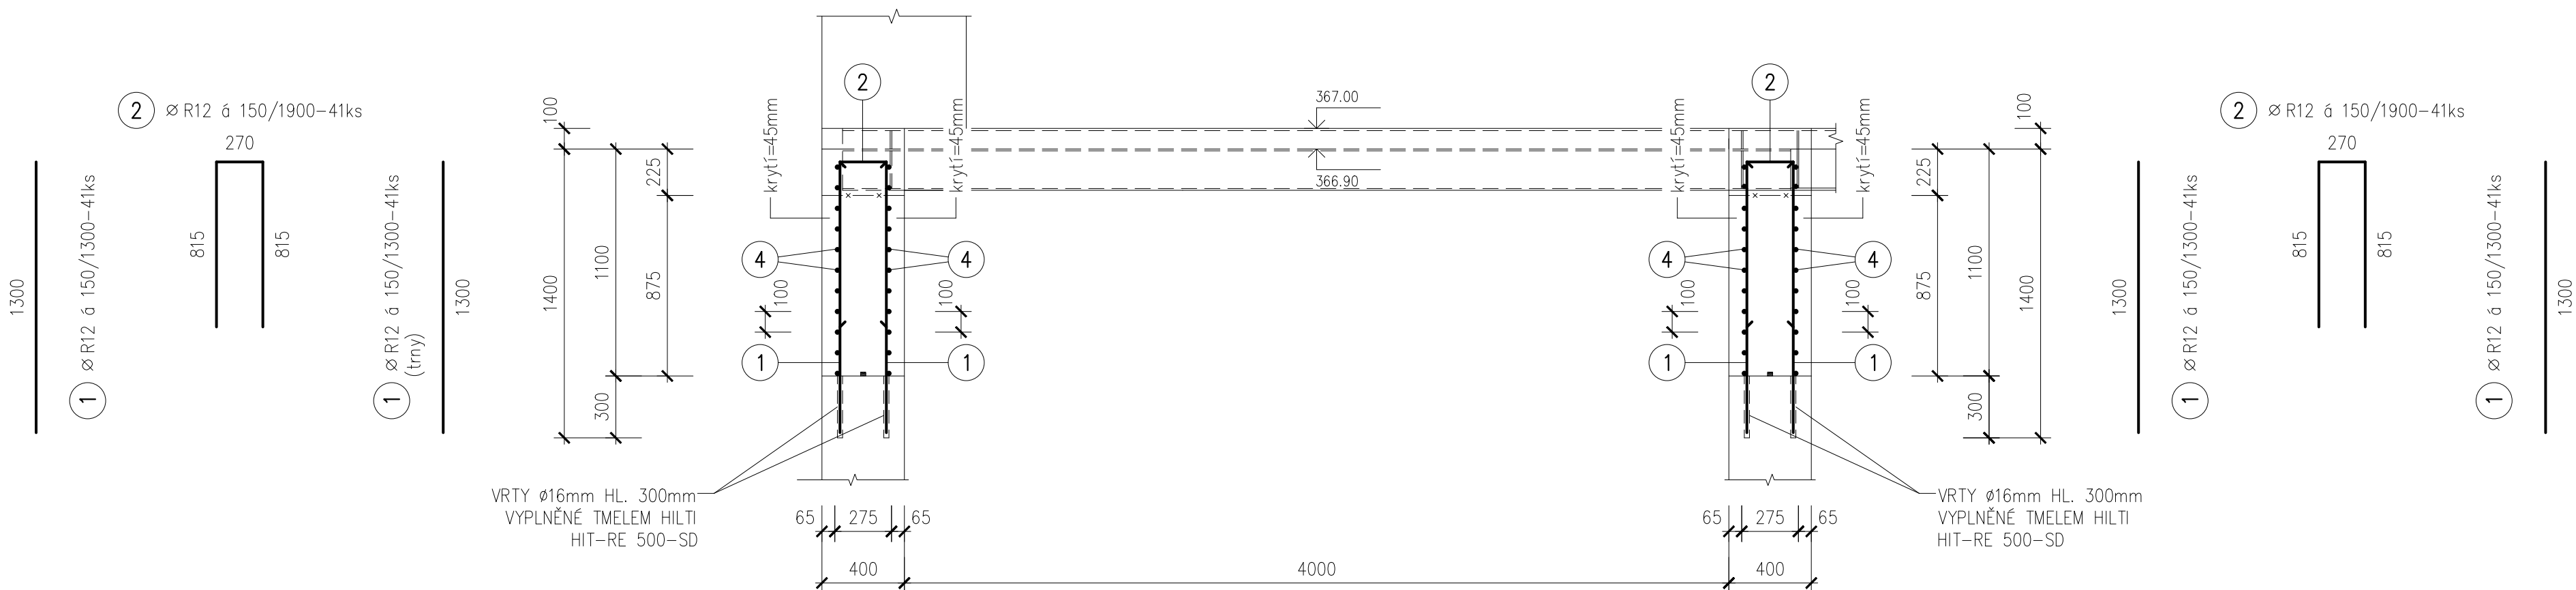 2 ⌀ R12 á 150/1900-41ks
270
815
815
1300
1 ⌀ R12 á 150/1300-41ks
1 ⌀ R12 á 150/1300-41ks
(trny)
1300
100
1400
1100
300
225
875
krytí=45mm
2
krytí=45mm
4
4
100
100
1
1
VRTY ⌀16mm HL. 300mm
VYPLNĚNÉ TMELEM HILTI
HIT-RE 500-SD
65
275
65
400
367.00
366.90
4000
krytí=45mm
2
krytí=45mm
4
4
100
100
1
1
VRTY ⌀16mm HL. 300mm
VYPLNĚNÉ TMELEM HILTI
HIT-RE 500-SD
65
275
65
400
225
875
1100
300
100
1400
2 ⌀ R12 á 150/1900-41ks
270
815
815
1300
1 ⌀ R12 á 150/1300-41ks
1 ⌀ R12 á 150/1300-41ks
1300